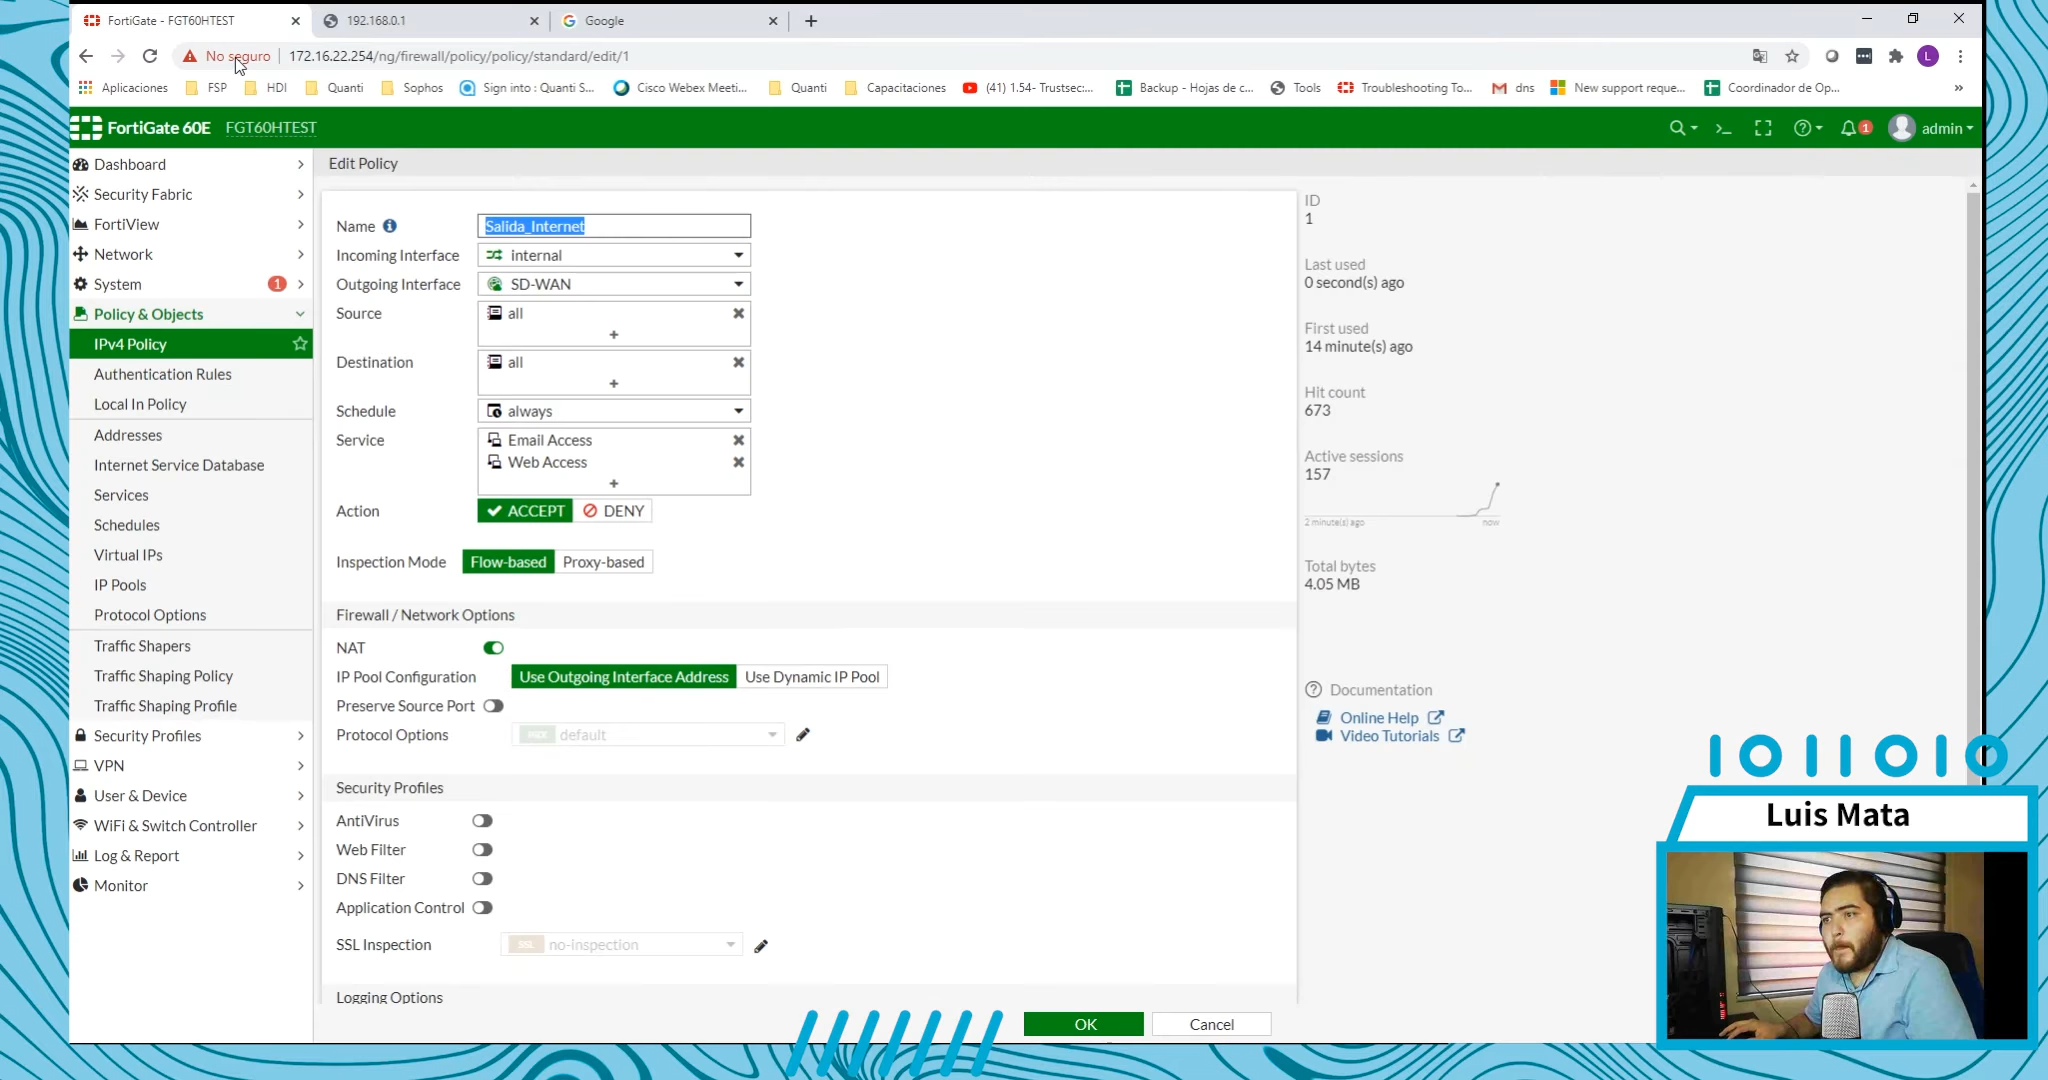 FortiGate - FGT60HTEST
192.168.0.1
Google
No seguro
172.16.22.254/ng/firewall/policy/policy/standard/edit/1
L
Aplicaciones
FSP
HDI
Quanti
Sophos
Sign into : Quanti S...
Cisco Webex Meeti...
Quanti
Capacitaciones
(41) 1.54- Trustsec:...
Backup - Hojas de c...
Tools
Troubleshooting To...
dns
New support reque...
Coordinador de Op...
»
FortiGate 60E
FGT60HTEST
1
admin
Dashboard
Security Fabric
FortiView
Network
System
1
Policy & Objects
IPv4 Policy
Authentication Rules
Local In Policy
Addresses
Internet Service Database
Services
Schedules
Virtual IPs
IP Pools
Protocol Options
Traffic Shapers
Traffic Shaping Policy
Traffic Shaping Profile
Security Profiles
VPN
User & Device
WiFi & Switch Controller
Log & Report
Monitor
Edit Policy
Name
Salida_Internet
Incoming Interface
internal
Outgoing Interface
SD-WAN
Source
all
+
Destination
all
+
Schedule
always
Service
Email Access
Web Access
+
Action
ACCEPT
DENY
Inspection Mode
Flow-based
Proxy-based
Firewall / Network Options
NAT
IP Pool Configuration
Use Outgoing Interface Address
Use Dynamic IP Pool
Preserve Source Port
Protocol Options
default
Security Profiles
AntiVirus
Web Filter
DNS Filter
Application Control
SSL Inspection
SSL
no-inspection
Logging Options
OK
Cancel
ID
1
Last used
0 second(s) ago
First used
14 minute(s) ago
Hit count
673
Active sessions
157
2 minute(s) ago
now
Total bytes
4.05 MB
Documentation
Online Help
Video Tutorials
1011010
Luis Mata